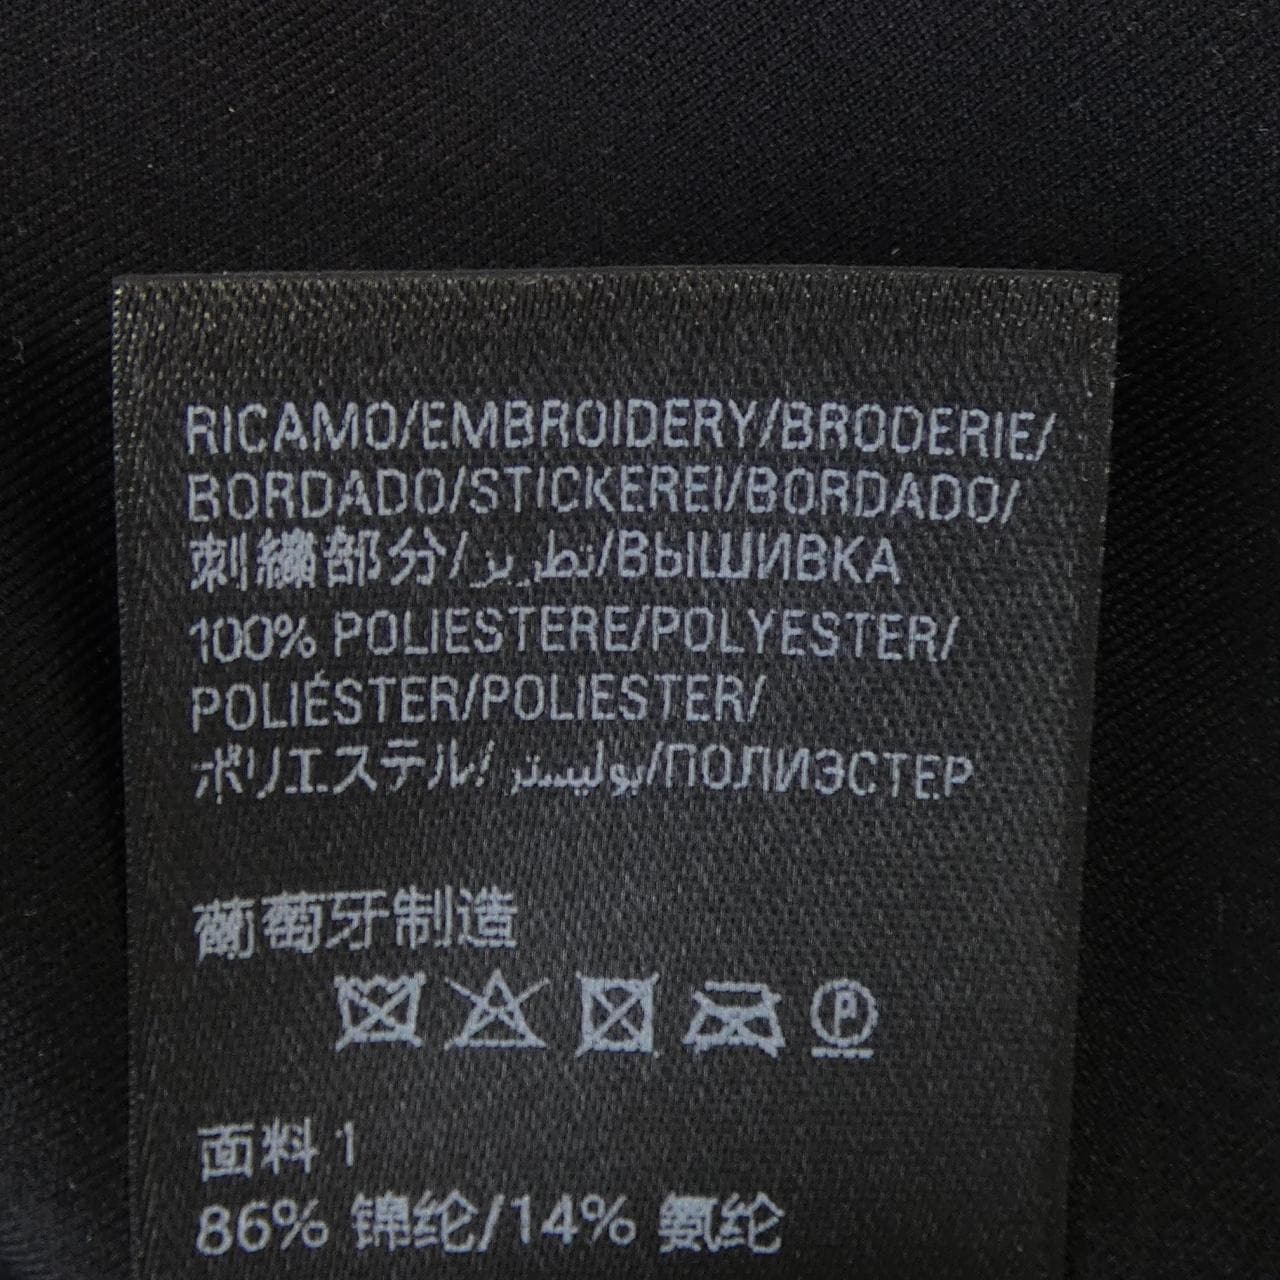 RICAMO/EMBROIDERY/BRODERIE/
BORDADO/STICKEREI/BORDADO/
刺繍部分/تطريز/ВЫШИВКА
100% POLIESTERE/POLYESTER/
POLIÉSTER/POLIESTER/
ポリエステル/بوليستر/ПОЛИЭСТЕР
葡萄牙制造
P
面料 1
86% 锦纶/14% 氨纶